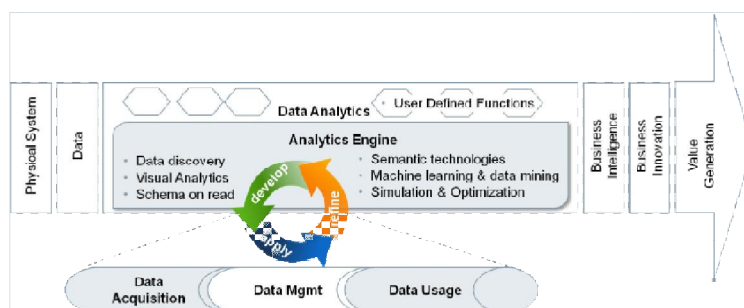 Physical System
Data
Data Analytics
• User Defined Functions
Analytics Engine
• Data discovery
• Visual Analytics
• Schema on read
• Semantic technologies
• Machine learning & data mining
• Simulation & Optimization
develop
refine
apply
Business
Intelligence
Business
Innovation
Value
Generation
Data
Acquisition
Data Mgmt
Data Usage